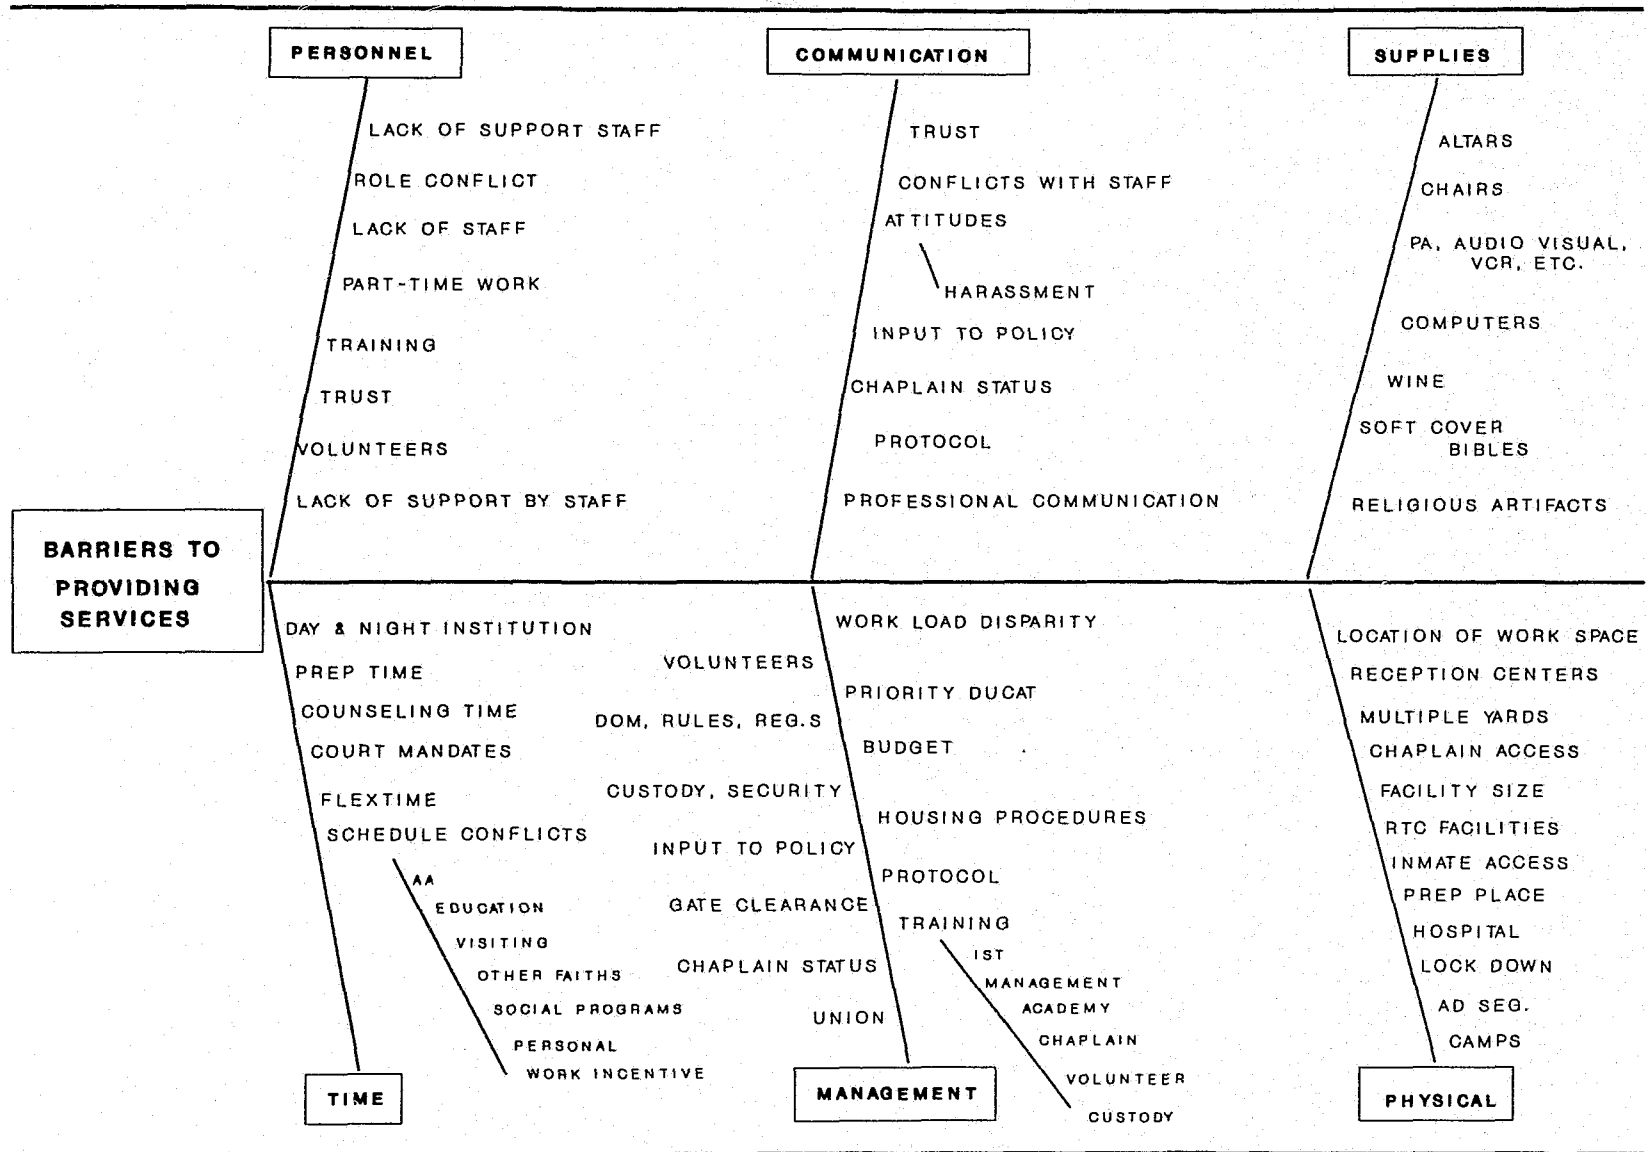 PERSONNEL
LACK OF SUPPORT STAFF
ROLE CONFLICT
LACK OF STAFF
PART-TIME WORK
TRAINING
TRUST
VOLUNTEERS
LACK OF SUPPORT BY STAFF
COMMUNICATION
TRUST
CONFLICTS WITH STAFF
ATTITUDES
HARASSMENT
INPUT TO POLICY
CHAPLAIN STATUS
PROTOCOL
PROFESSIONAL COMMUNICATION
SUPPLIES
ALTARS
CHAIRS
PA, AUDIO VISUAL,
VCR, ETC.
COMPUTERS
WINE
SOFT COVER
BIBLES
RELIGIOUS ARTIFACTS
BARRIERS TO
PROVIDING
SERVICES
DAY & NIGHT INSTITUTION
PREP TIME
COUNSELING TIME
COURT MANDATES
FLEXTIME
SCHEDULE CONFLICTS
AA
EDUCATION
VISITING
OTHER FAITHS
SOCIAL PROGRAMS
PERSONAL
WORK INCENTIVE
TIME
WORK LOAD DISPARITY
VOLUNTEERS
PRIORITY DUCAT
DOM, RULES, REG.S
BUDGET
CUSTODY, SECURITY
HOUSING PROCEDURES
INPUT TO POLICY
PROTOCOL
GATE CLEARANCE
TRAINING
IST
MANAGEMENT
ACADEMY
CHAPLAIN
VOLUNTEER
CUSTODY
CHAPLAIN STATUS
UNION
MANAGEMENT
LOCATION OF WORK SPACE
RECEPTION CENTERS
MULTIPLE YARDS
CHAPLAIN ACCESS
FACILITY SIZE
RTC FACILITIES
INMATE ACCESS
PREP PLACE
HOSPITAL
LOCK DOWN
AD SEG.
CAMPS
PHYSICAL